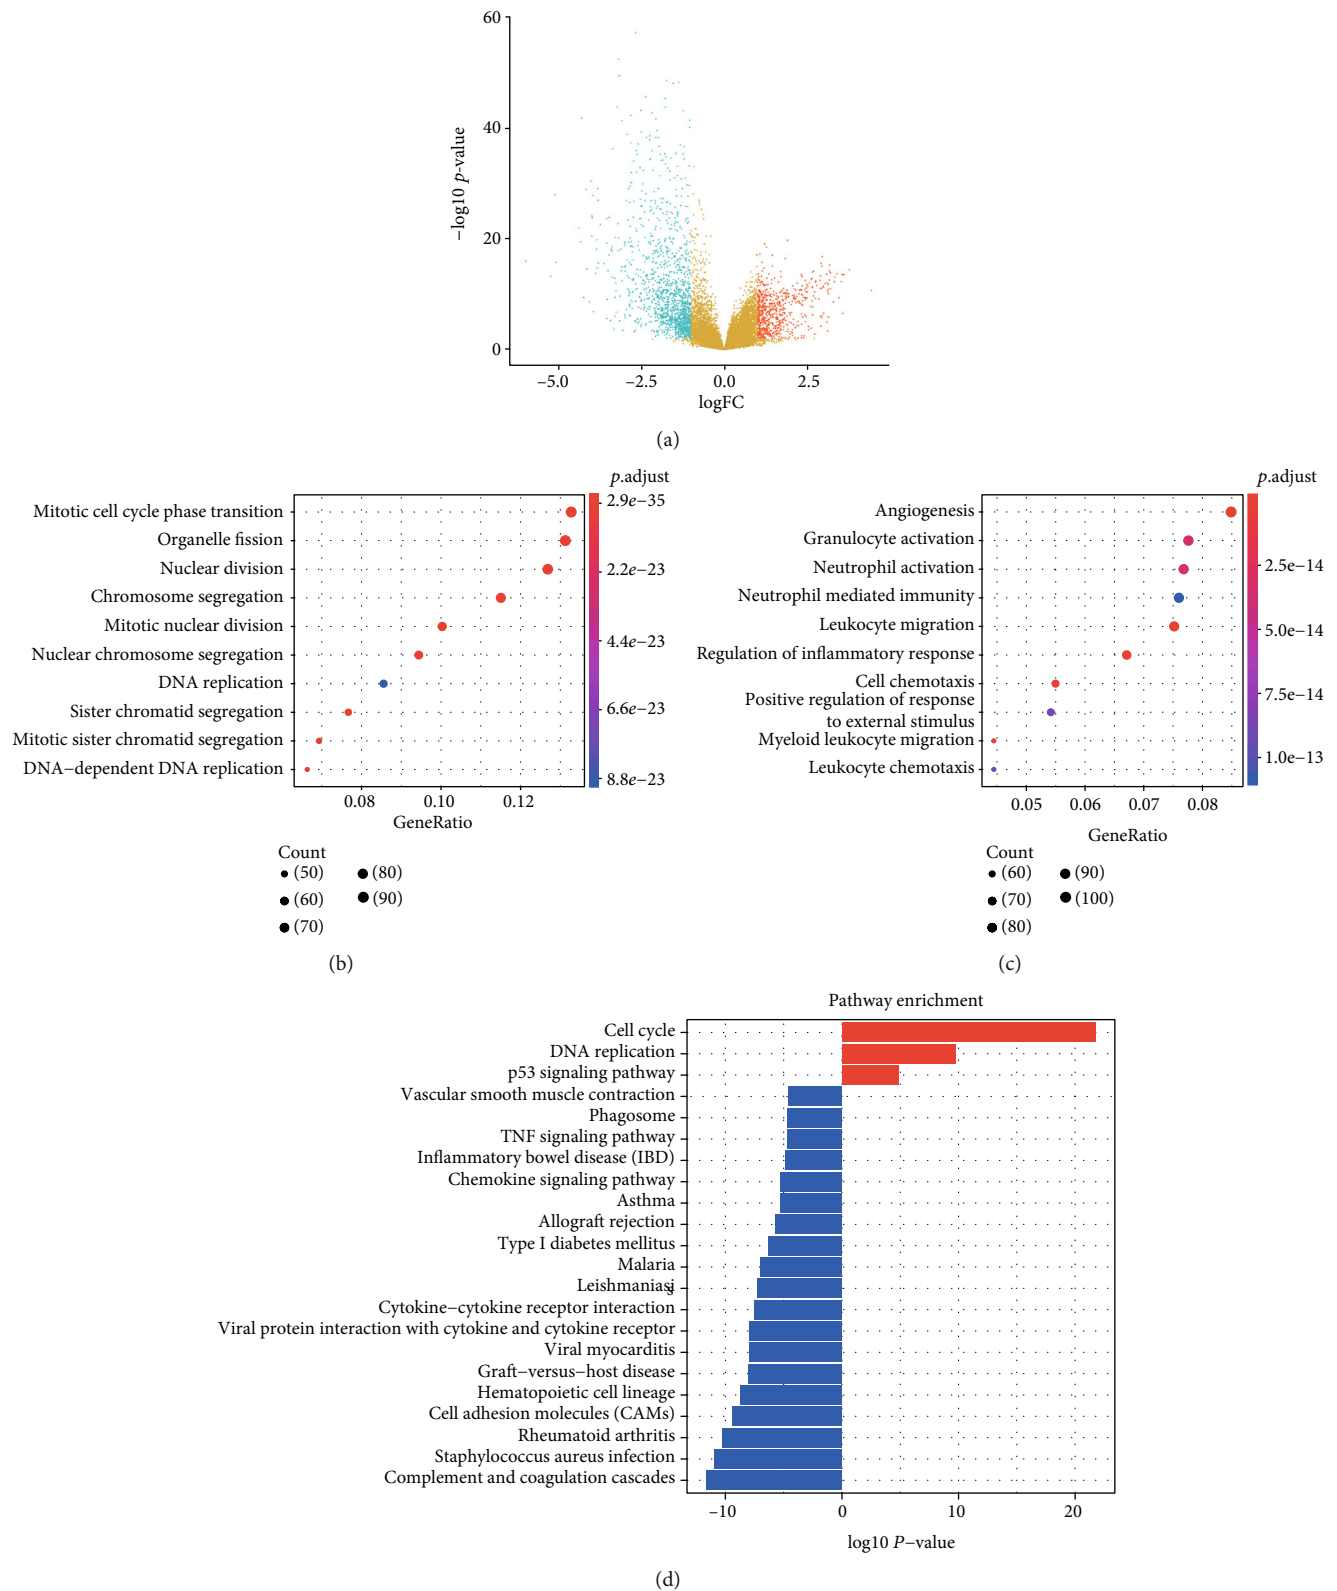 60
40
20
0
−log10 p-value
−5.0 −2.5 0.0 2.5
logFC
(a)
p.adjust
Mitotic cell cycle phase transition
Organelle fission
Nuclear division
Chromosome segregation
Mitotic nuclear division
Nuclear chromosome segregation
DNA replication
Sister chromatid segregation
Mitotic sister chromatid segregation
DNA−dependent DNA replication
2.9e−35
2.2e−23
4.4e−23
6.6e−23
8.8e−23
0.08 0.10 0.12
GeneRatio
Count
(50) (80)
(60) (90)
(70)
(b)
p.adjust
Angiogenesis
Granulocyte activation
Neutrophil activation
Neutrophil mediated immunity
Leukocyte migration
Regulation of inflammatory response
Cell chemotaxis
Positive regulation of response
to external stimulus
Myeloid leukocyte migration
Leukocyte chemotaxis
2.5e−14
5.0e−14
7.5e−14
1.0e−13
0.05 0.06 0.07 0.08
GeneRatio
Count
(60) (90)
(70) (100)
(80)
(c)
Pathway enrichment
Cell cycle
DNA replication
p53 signaling pathway
Vascular smooth muscle contraction
Phagosome
TNF signaling pathway
Inflammatory bowel disease (IBD)
Chemokine signaling pathway
Asthma
Allograft rejection
Type I diabetes mellitus
Malaria
Leishmaniasi
s
Cytokine−cytokine receptor interaction
Viral protein interaction with cytokine and cytokine receptor
Viral myocarditis
Graft−versus−host disease
Hematopoietic cell lineage
Cell adhesion molecules (CAMs)
Rheumatoid arthritis
Staphylococcus aureus infection
Complement and coagulation cascades
−10 0 10 20
log10 P−value
(d)